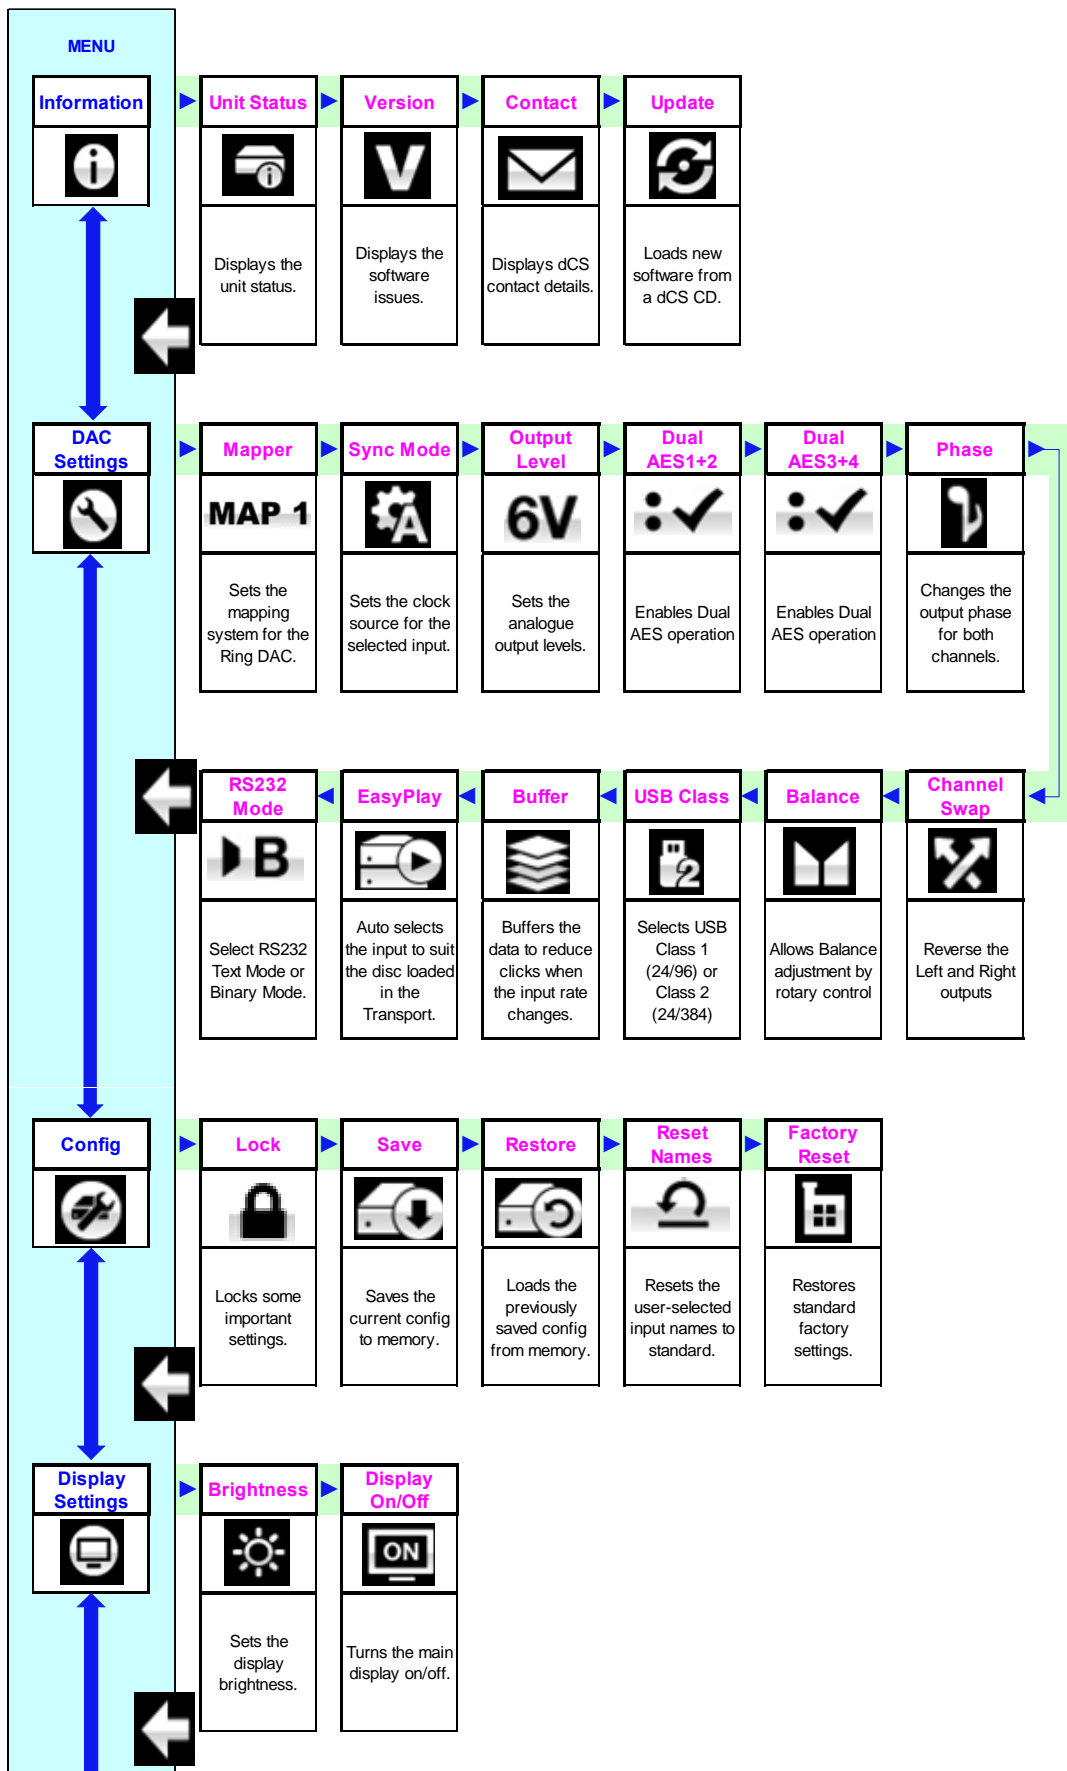 MENU
Information
Unit Status
Version
Contact
Update
V
Displays the
unit status.
Displays the
software
issues.
Displays dCS
contact details.
Loads new
software from
a dCS CD.
DAC
Settings
Mapper
Sync Mode
Output
Level
Dual
AES1+2
Dual
AES3+4
Phase
MAP 1
A
6V
Sets the
mapping
system for the
Ring DAC.
Sets the clock
source for the
selected input.
Sets the
analogue
output levels.
Enables Dual
AES operation
Enables Dual
AES operation
Changes the
output phase
for both
channels.
RS232
Mode
EasyPlay
Buffer
USB Class
Balance
Channel
Swap
B
2
Select RS232
Text Mode or
Binary Mode.
Auto selects
the input to suit
the disc loaded
in the
Transport.
Buffers the
data to reduce
clicks when
the input rate
changes.
Selects USB
Class 1
(24/96) or
Class 2
(24/384)
Allows Balance
adjustment by
rotary control
Reverse the
Left and Right
outputs
Config
Lock
Save
Restore
Reset
Names
Factory
Reset
Locks some
important
settings.
Saves the
current config
to memory.
Loads the
previously
saved config
from memory.
Resets the
user-selected
input names to
standard.
Restores
standard
factory
settings.
Display
Settings
Brightness
Display
On/Off
ON
Sets the
display
brightness.
Turns the main
display on/off.